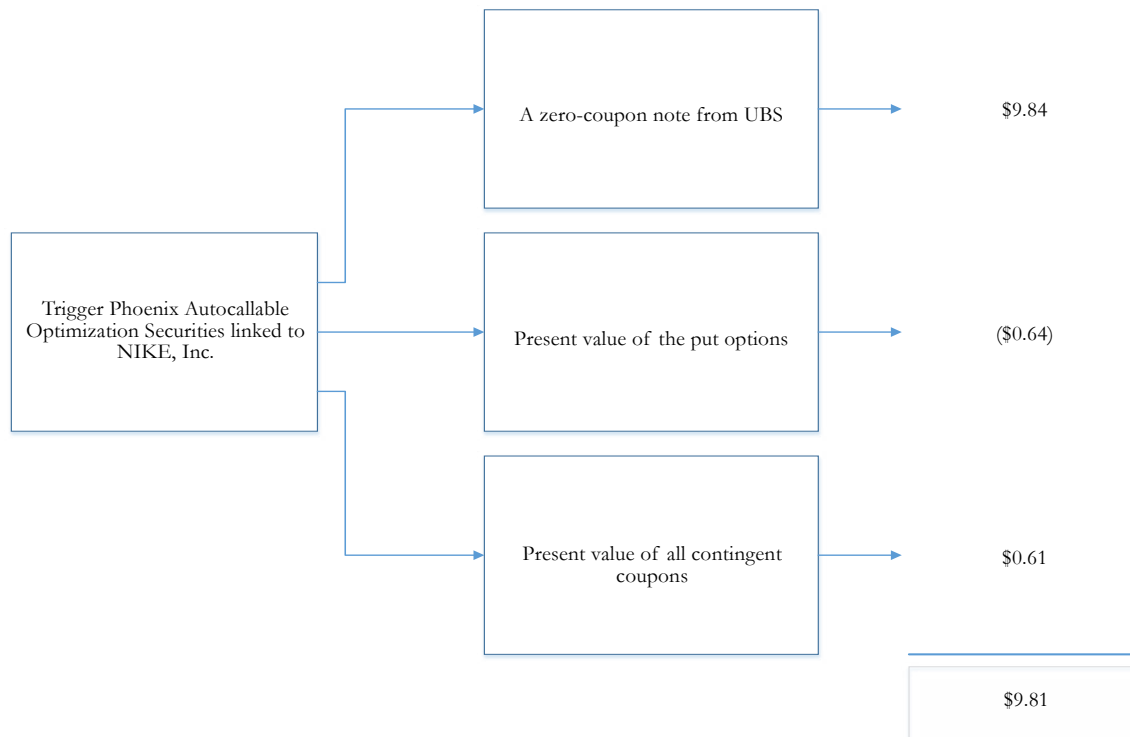 A zero-coupon note from UBS
$9.84
Trigger Phoenix Autocallable
Optimization Securities linked to
NIKE, Inc.
Present value of the put options
($0.64)
Present value of all contingent
coupons
$0.61
$9.81